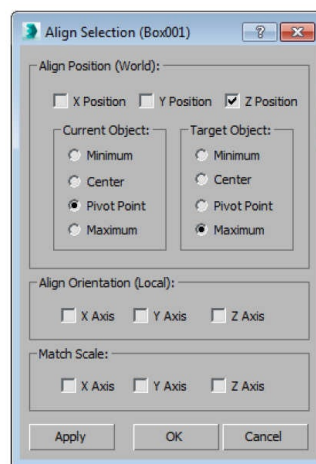 Align Selection (Box001)
Align Position (World):
X Position Y Position Z Position
Current Object: Target Object:
Minimum Minimum
Center Center
Pivot Point Pivot Point
Maximum Maximum
Align Orientation (Local):
X Axis Y Axis Z Axis
Match Scale:
X Axis Y Axis Z Axis
Apply OK Cancel